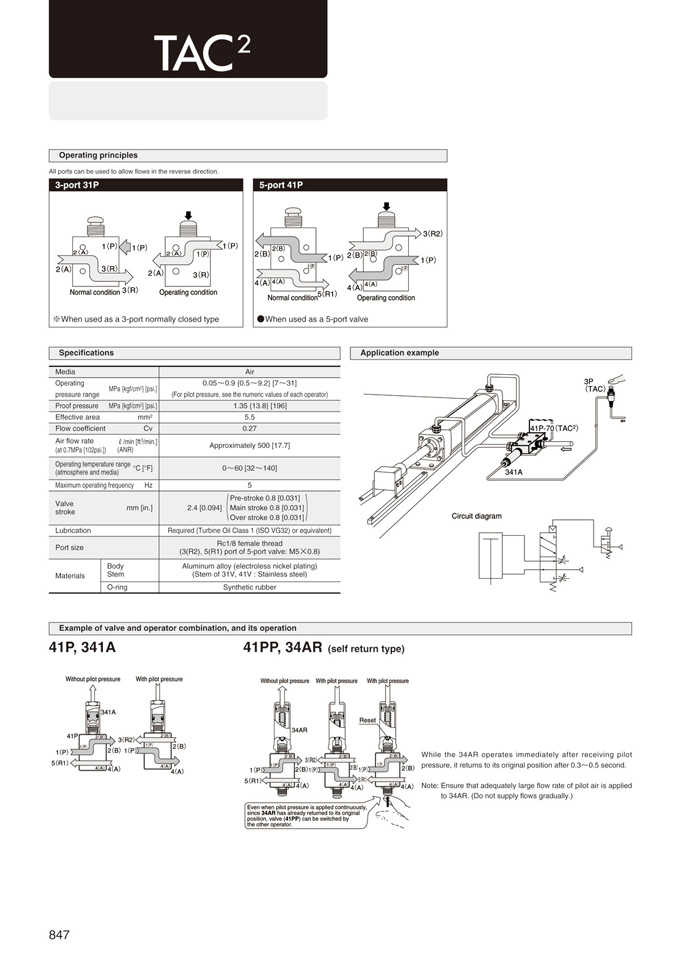 TAC²
Operating principles
All ports can be used to allow flows in the reverse direction.
3-port 31P
1(P) 1(P)
2(A)
2(A) 3(R)
3(R)
Normal condition
1(P)
2(A) 1(P)
2(A) 3(R)
Operating condition
※When used as a 3-port normally closed type
5-port 41P
2(B) 2(B)
1(P) 1(P)
4(A) 4(A)
5(R1)
Normal condition
3(R2)
2(B) 2(B)
1(P)
4(A) 4(A)
Operating condition
●When used as a 5-port valve
Specifications
Media Air
Operating pressure range MPa {kgf/cm²} [psi.] 0.05～0.9 {0.5～9.2} [7～31]
(For pilot pressure, see the numeric values of each operator)
Proof pressure MPa {kgf/cm²} [psi.] 1.35 {13.8} [196]
Effective area mm² 5.5
Flow coefficient Cv 0.27
Air flow rate ℓ/min [ft³/min.] Approximately 500 [17.7]
(at 0.7MPa [102psi.]) (ANR)
Operating temperature range °C [°F] 0～60 [32～140]
(atmosphere and media)
Maximum operating frequency Hz 5
Valve stroke mm [in.] 2.4 [0.094]
Pre-stroke 0.8 [0.031]
Main stroke 0.8 [0.031]
Over stroke 0.8 [0.031]
Lubrication Required {Turbine Oil Class 1 (ISO VG32) or equivalent}
Port size Rc1/8 female thread
(3(R2), 5(R1) port of 5-port valve: M5×0.8)
Materials
Body Aluminum alloy (electroless nickel plating)
Stem (Stem of 31V, 41V : Stainless steel)
O-ring Synthetic rubber
Application example
3P
(TAC)
41P-70(TAC²)
341A
Circuit diagram
Example of valve and operator combination, and its operation
41P, 341A
Without pilot pressure With pilot pressure
341A
41P
3(R2)
1(P) 2(B) 1(P) 2(B)
5(R1)
4(A) 4(A)
41PP, 34AR (self return type)
Without pilot pressure With pilot pressure With pilot pressure
Reset
34AR
3(R2)
1(P) 2(B) 1(P) 2(B) 1(P) 2(B)
5(R1) 5(R)
4(A) 4(A) 4(A)
Even when pilot pressure is applied continuously,
since 34AR has already returned to its original
position, valve (41PP) can be switched by
the other operator.
While the 34AR operates immediately after receiving pilot
pressure, it returns to its original position after 0.3～0.5 second.
Note: Ensure that adequately large flow rate of pilot air is applied
to 34AR. (Do not supply flows gradually.)
847